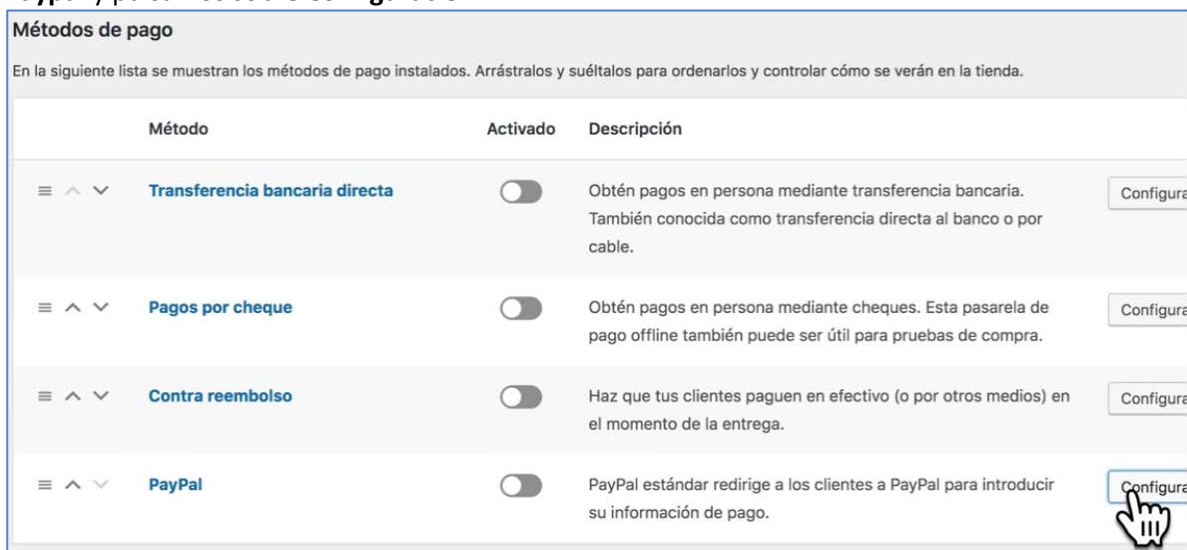 Métodos de pago
En la siguiente lista se muestran los métodos de pago instalados. Arrástralos y suéltalos para ordenarlos y controlar cómo se verán en la tienda.
Método Activado Descripción
Transferencia bancaria directa
Obtén pagos en persona mediante transferencia bancaria.
También conocida como transferencia directa al banco o por
cable.
Configura
Pagos por cheque
Obtén pagos en persona mediante cheques. Esta pasarela de
pago offline también puede ser útil para pruebas de compra.
Configura
Contra reembolso
Haz que tus clientes paguen en efectivo (o por otros medios) en
el momento de la entrega.
Configura
PayPal
PayPal estándar redirige a los clientes a PayPal para introducir
su información de pago.
Configura